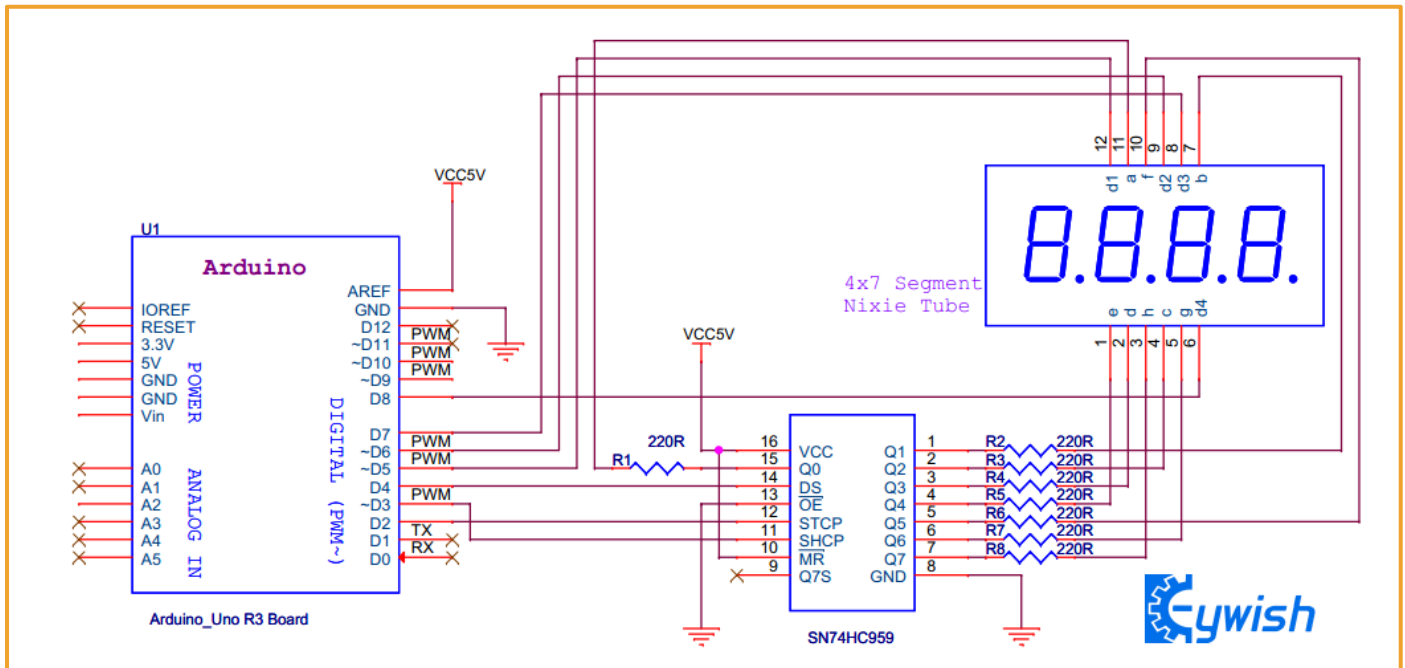 VCC5V
U1
Arduino
IOREF
RESET
3.3V
5V
GND
GND
Vin
POWER
A0
A1
A2
A3
A4
A5
ANALOG IN
AREF
GND
D12
~D11 PWM
~D10 PWM
~D9 PWM
D8
D7
~D6 PWM
~D5 PWM
D4
~D3 PWM
D2
D1 TX
D0 RX
DIGITAL (PWM~)
Arduino_Uno R3 Board
12 11 10 9 8 7
d1 a f d2 d3 b
8.8.8.8.
4x7 Segment
Nixie Tube
e d h c g d4
1 2 3 4 5 6
VCC5V
R1 220R
16 VCC
15 Q0
14 DS
13 OE
12 STCP
11 SHCP
10 MR
9 Q7S
Q1 1 R2 220R
Q2 2 R3 220R
Q3 3 R4 220R
Q4 4 R5 220R
Q5 5 R6 220R
Q6 6 R7 220R
Q7 7 R8 220R
GND 8
SN74HC959
ywish